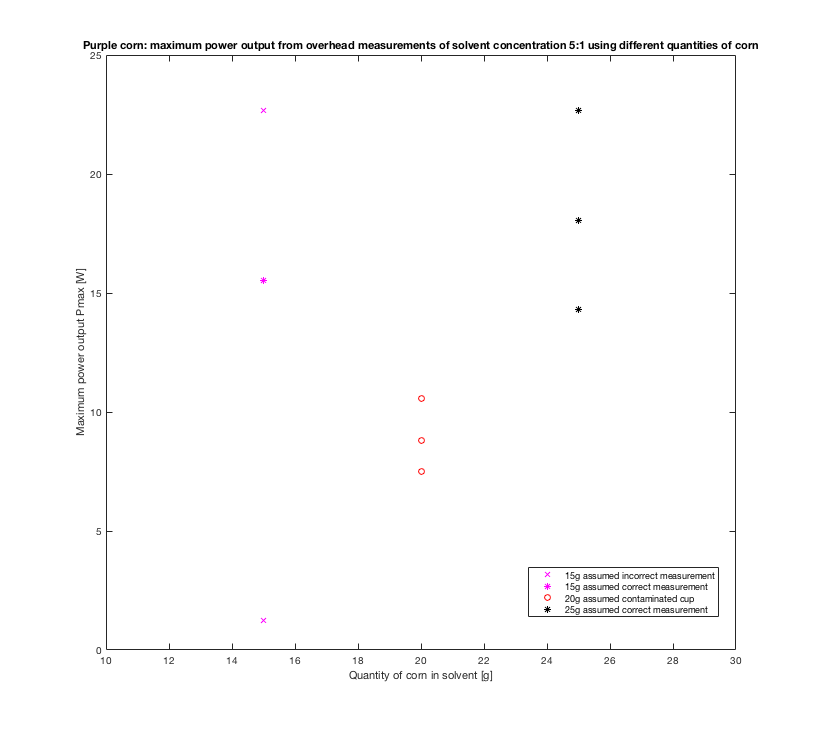 Purple corn: maximum power output from overhead measurements of solvent concentration 5:1 using different quantities of corn
25
20
15
10
5
0
Maximum power output Pmax [W]
10 12 14 16 18 20 22 24 26 28 30
Quantity of corn in solvent [g]
15g assumed incorrect measurement
15g assumed correct measurement
20g assumed contaminated cup
25g assumed correct measurement